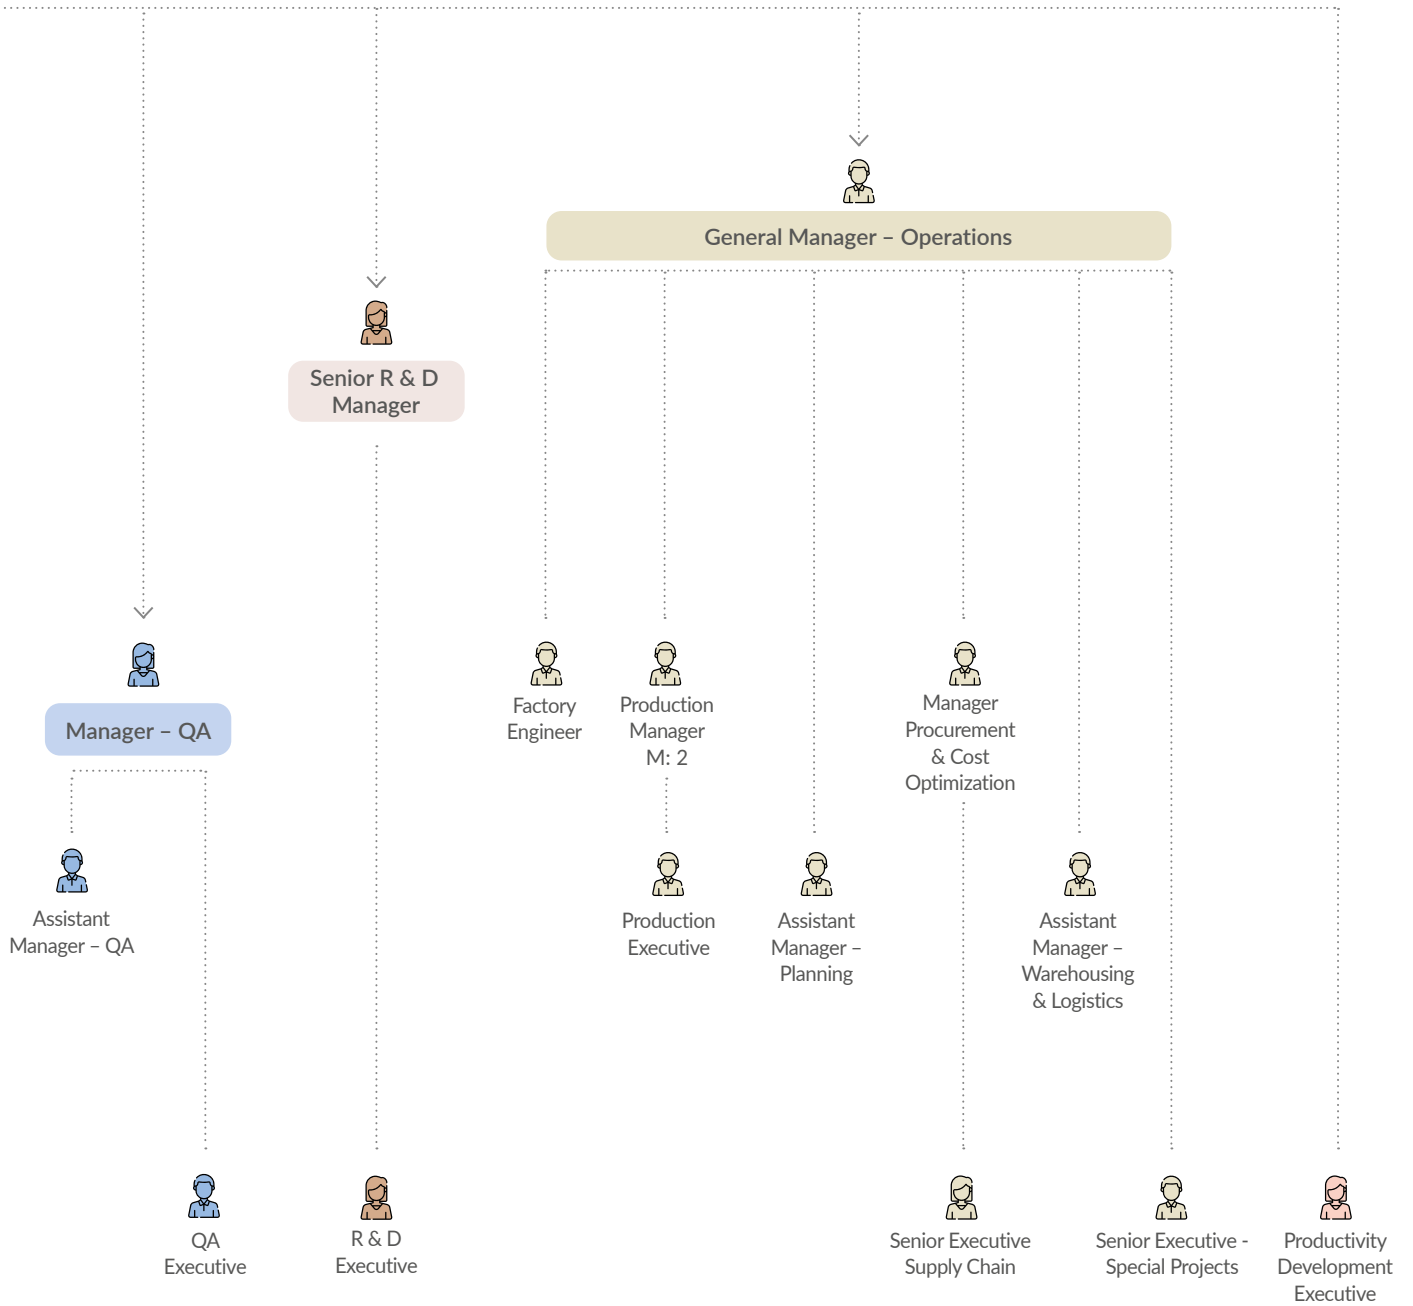 General Manager – Operations
Senior R & D
Manager
Manager – QA
Factory
Engineer
Production
Manager
M: 2
Manager
Procurement
& Cost
Optimization
Assistant
Manager – QA
Production
Executive
Assistant
Manager –
Planning
Assistant
Manager –
Warehousing
& Logistics
QA
Executive
R & D
Executive
Senior Executive
Supply Chain
Senior Executive -
Special Projects
Productivity
Development
Executive